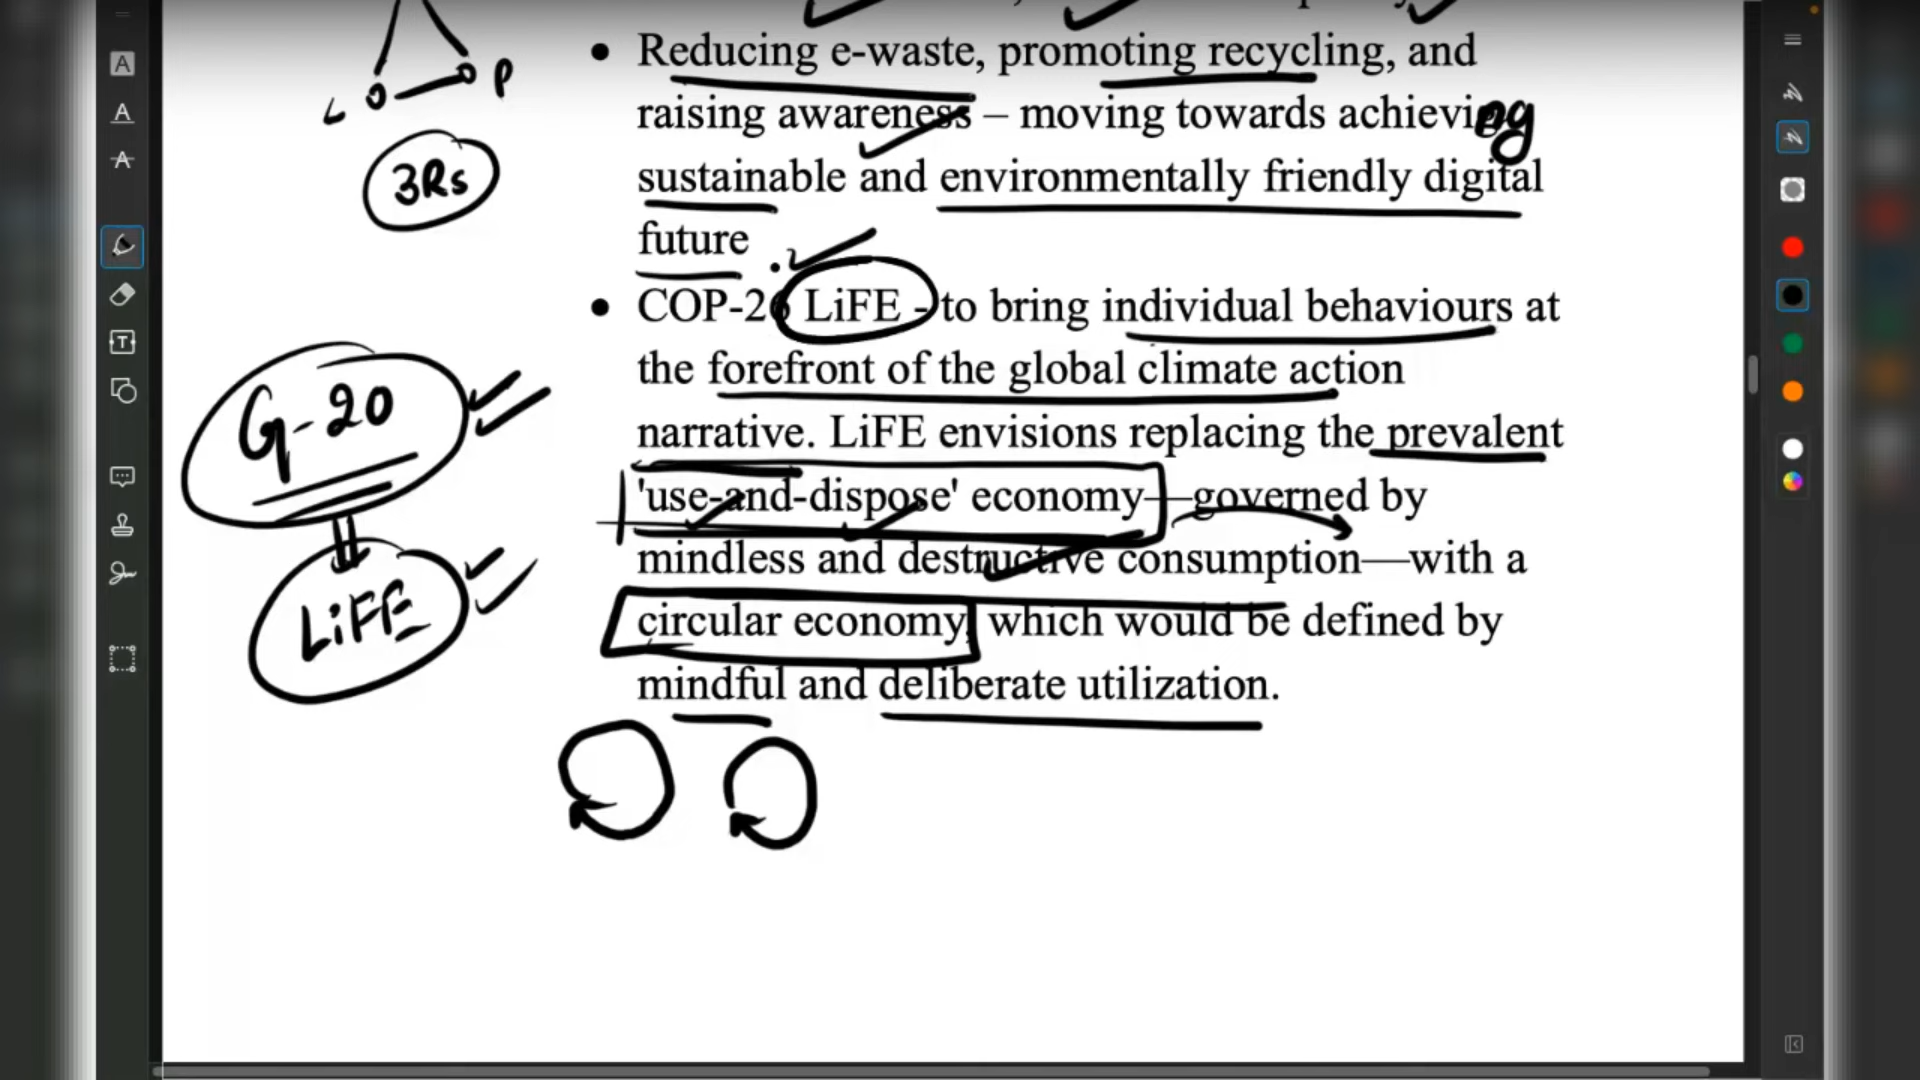 Reducing e-waste, promoting recycling, and
raising awareness – moving towards achieving
sustainable and environmentally friendly digital
future
COP-26 LiFE - to bring individual behaviours at
the forefront of the global climate action
narrative. LiFE envisions replacing the prevalent
'use-and-dispose' economy—governed by
mindless and destructive consumption—with a
circular economy, which would be defined by
mindful and deliberate utilization.
P
L
3Rs
G-20
LiFE